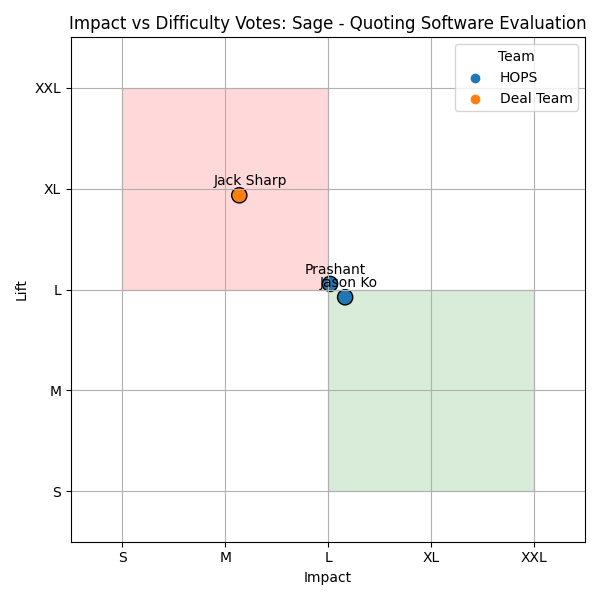 Impact vs Difficulty Votes: Sage - Quoting Software Evaluation
Team
HOPS
Deal Team
XXL
XL
L
M
S
Lift
Jack Sharp
Prashant
Jason Ko
S
M
L
XL
XXL
Impact